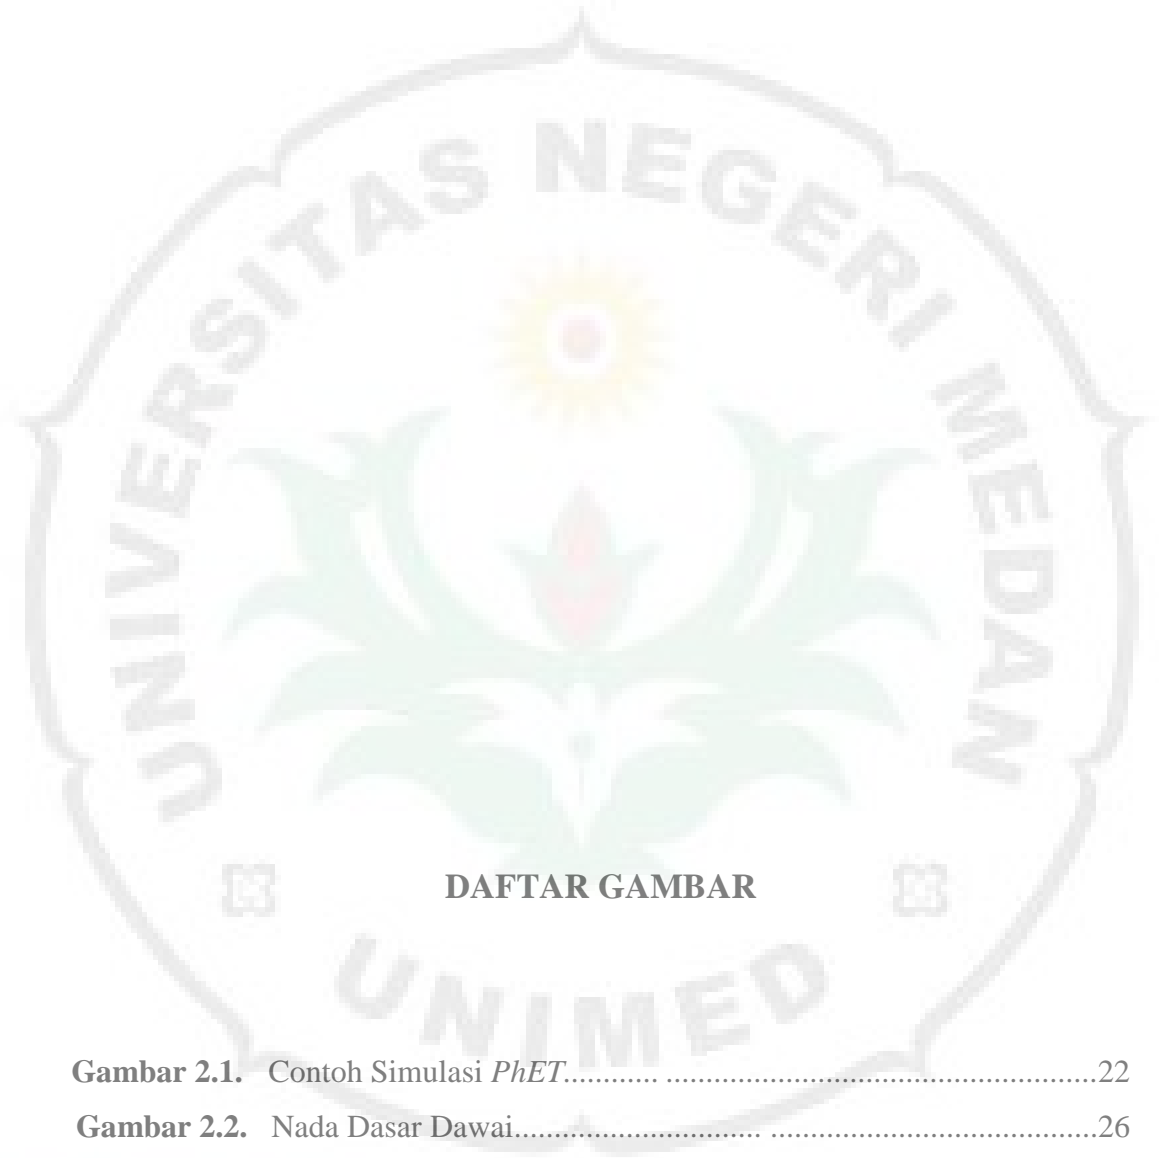 UNIVERSITAS NEGERI MEDAN
DAFTAR GAMBAR
UNIMED
Gambar 2.1. Contoh Simulasi PhET............ .......................................................22
Gambar 2.2. Nada Dasar Dawai............................... ..........................................26